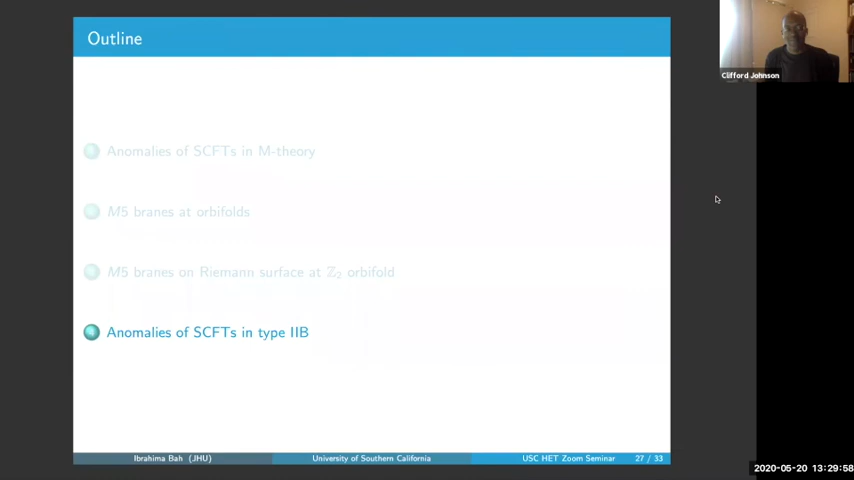 Outline
Clifford Johnson
Anomalies of SCFTs in M-theory
M5 branes at orbifolds
M5 branes on Riemann surface at ℤ₂ orbifold
Anomalies of SCFTs in type IIB
Ibrahima Bah (JHU) University of Southern California USC HET Zoom Seminar 27 / 33
2020-05-20 13:29:58